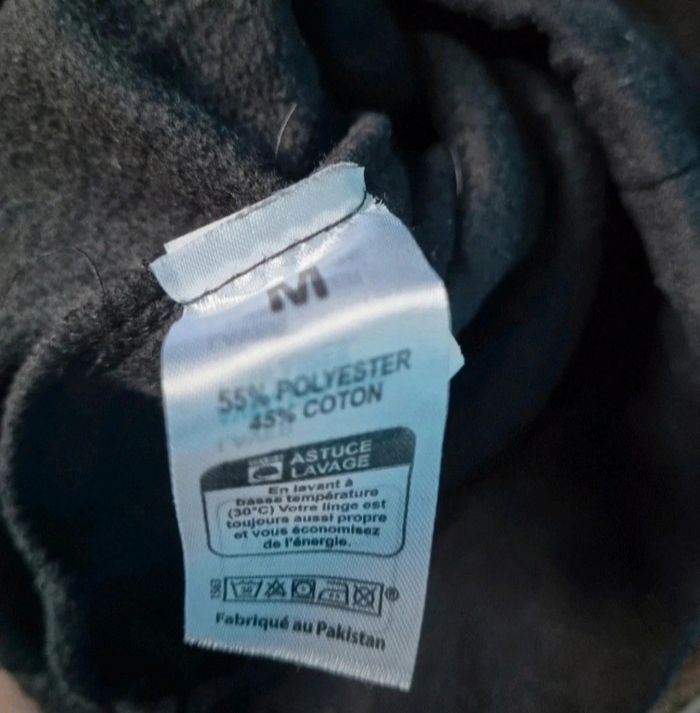 M
55% POLYESTER
45% COTON
ASTUCE
LAVAGE
En lavant à
basse température
(30°C) Votre linge est
toujours aussi propre
et vous économisez
de l'énergie.
30
®
Fabriqué au Pakistan